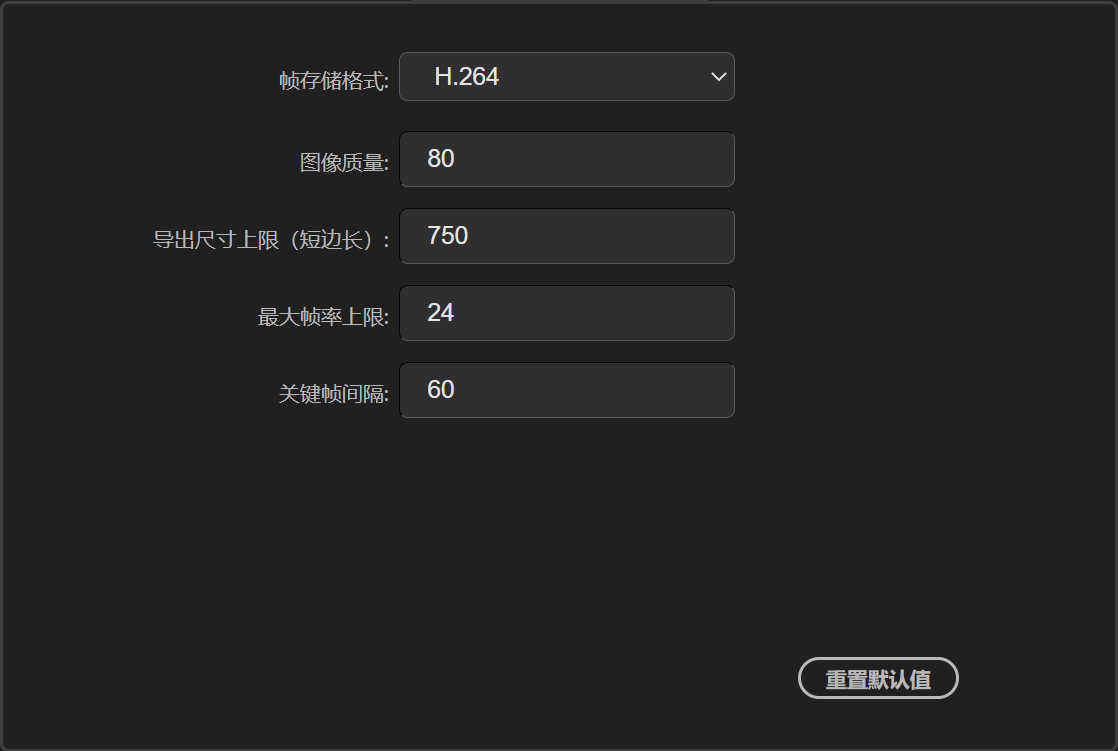 帧存储格式: H.264
图像质量: 80
导出尺寸上限（短边长）: 750
最大帧率上限: 24
关键帧间隔: 60
重置默认值